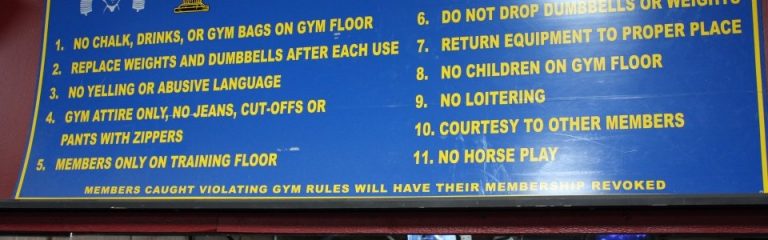 1. NO CHALK, DRINKS, OR GYM BAGS ON GYM FLOOR
2. REPLACE WEIGHTS AND DUMBBELLS AFTER EACH USE
3. NO YELLING OR ABUSIVE LANGUAGE
4. GYM ATTIRE ONLY, NO JEANS, CUT-OFFS OR
PANTS WITH ZIPPERS
5. MEMBERS ONLY ON TRAINING FLOOR
6. DO NOT DROP DUMBBELLS OR WEIGHTS
7. RETURN EQUIPMENT TO PROPER PLACE
8. NO CHILDREN ON GYM FLOOR
9. NO LOITERING
10. COURTESY TO OTHER MEMBERS
11. NO HORSE PLAY
MEMBERS CAUGHT VIOLATING GYM RULES WILL HAVE THEIR MEMBERSHIP REVOKED